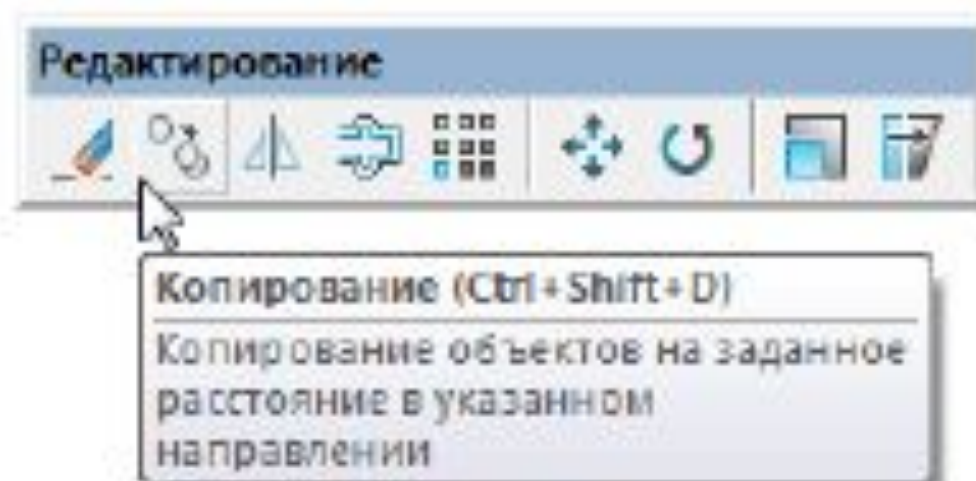 Редактирование
Копирование (Ctrl+Shift+D)
Копирование объектов на заданное
расстояние в указанном
направлении